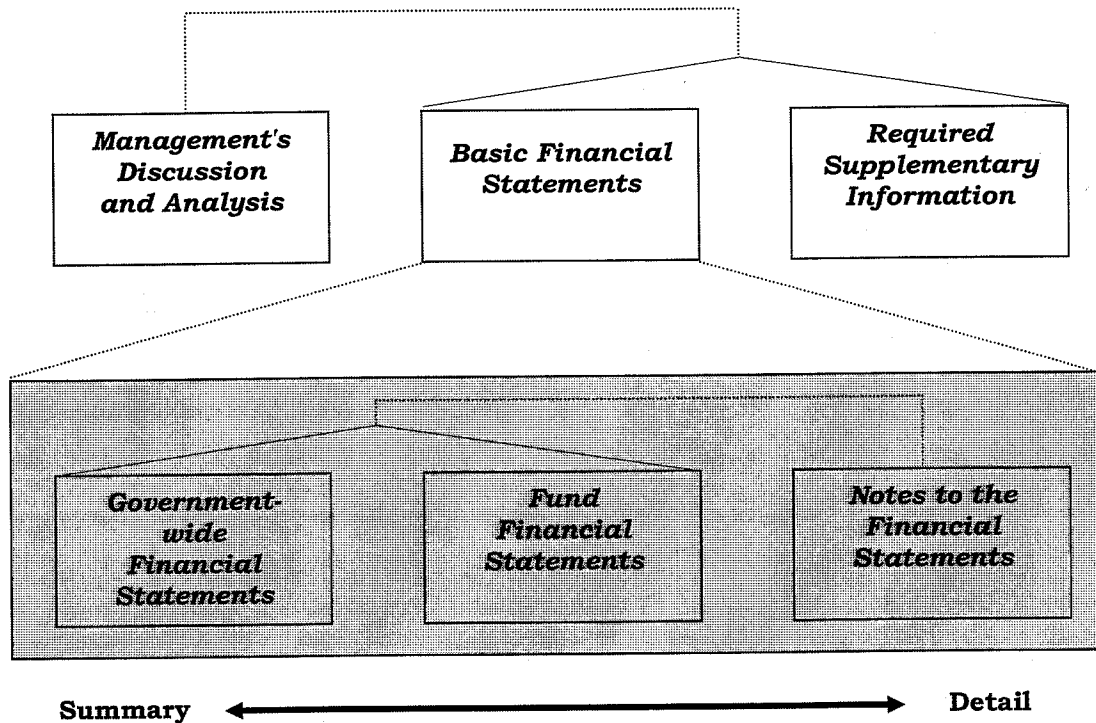 Management's
Discussion
and Analysis
Basic Financial
Statements
Required
Supplementary
Information
Government-
wide
Financial
Statements
Fund
Financial
Statements
Notes to the
Financial
Statements
Summary
Detail